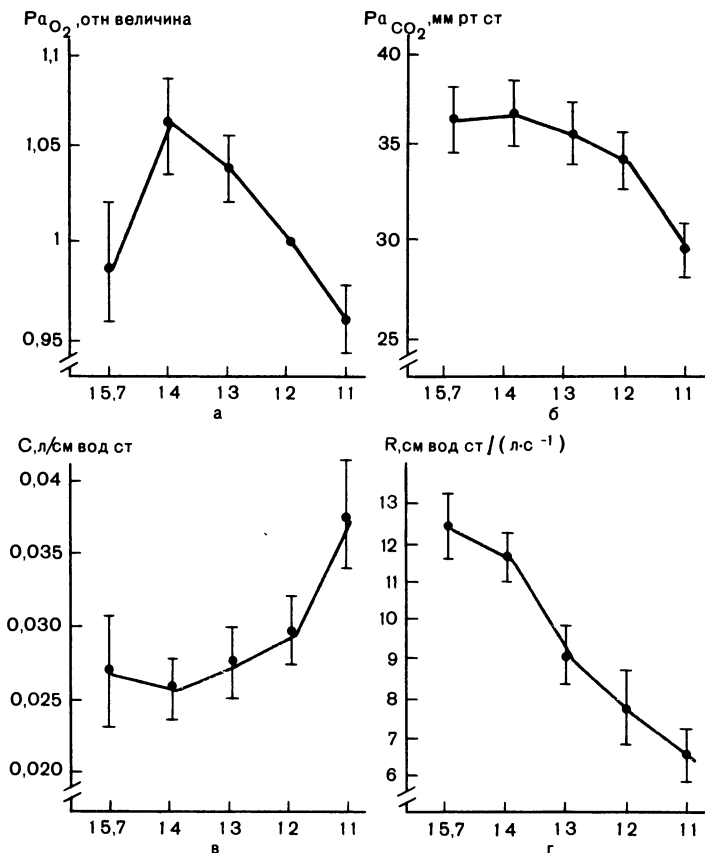 Pa O₂, отн величина
1,1
1,05
1
0,95
15,7 14 13 12 11
а
Pa CO₂, мм рт ст
40
35
30
25
15,7 14 13 12 11
б
C, л/см вод ст
0,04
0,035
0,030
0,025
0,020
15,7 14 13 12 11
в
R, см вод ст / (л·с⁻¹)
13
12
11
10
9
8
7
6
15,7 14 13 12 11
г